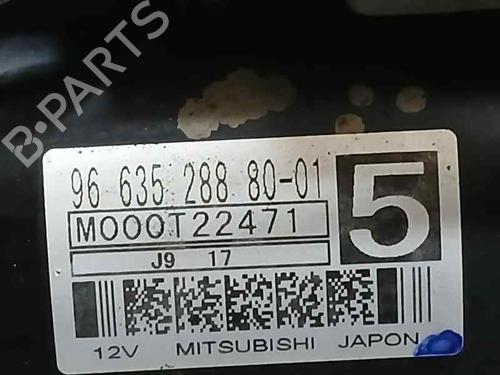 B-PARTS
96 635 288 80-01
M000T22471
5
J9 17
12V MITSUBISHI JAPON